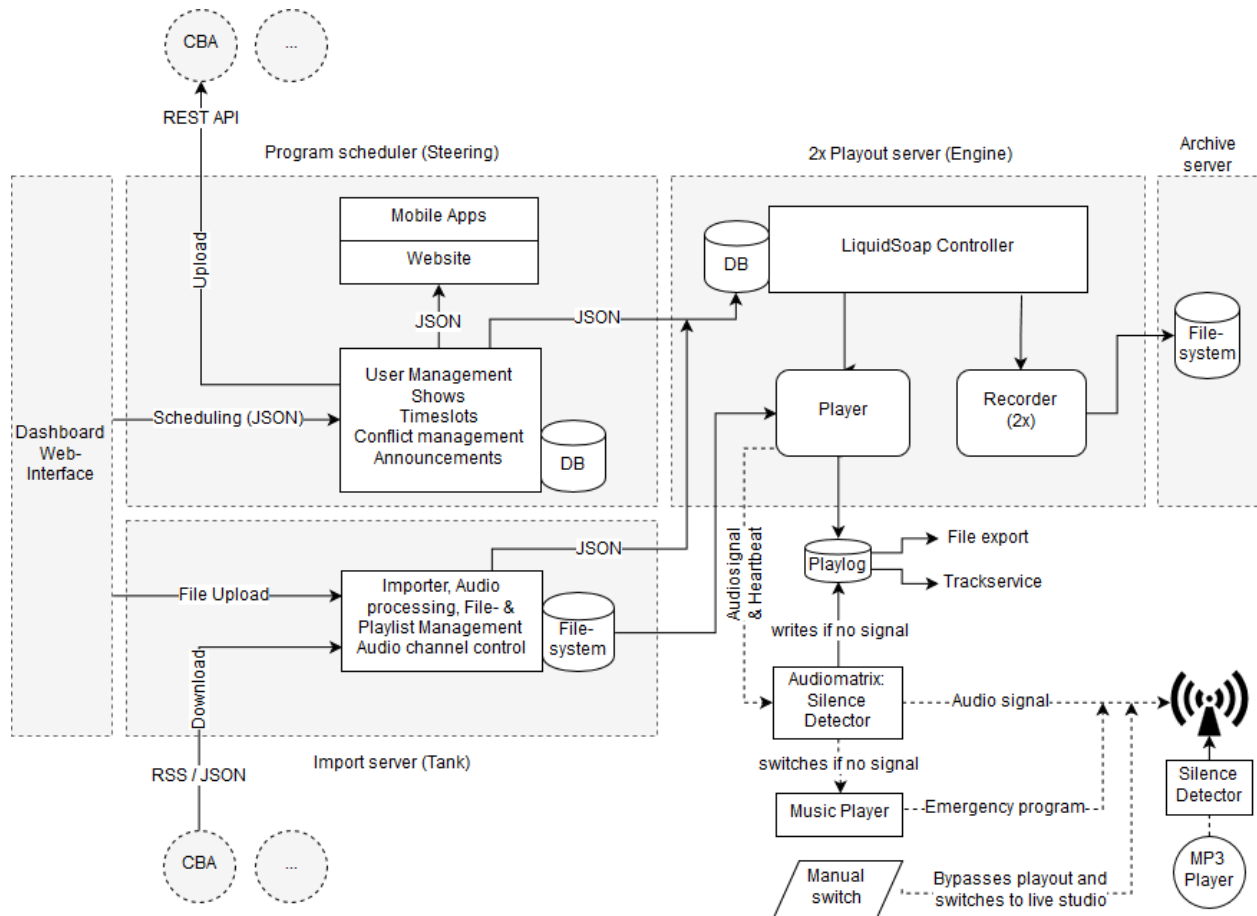 CBA
...
REST API
Program scheduler (Steering)
2x Playout server (Engine)
Archive
server
Upload
Mobile Apps
Website
JSON
JSON
DB
LiquidSoap Controller
File-
system
User Management
Shows
Timeslots
Conflict management
Announcements
DB
Scheduling (JSON)
Dashboard
Web-
Interface
Player
Recorder
(2x)
JSON
File Upload
Importer, Audio
processing, File- &
Playlist Management
Audio channel control
File-
system
Audiosignal
& Heartbeat
Playlog
File export
Trackservice
writes if no signal
Download
Audiomatrix:
Silence
Detector
Audio signal
Import server (Tank)
RSS / JSON
switches if no signal
Music Player
Emergency program
Silence
Detector
CBA
...
Manual
switch
Bypasses playout and
switches to live studio
MP3
Player